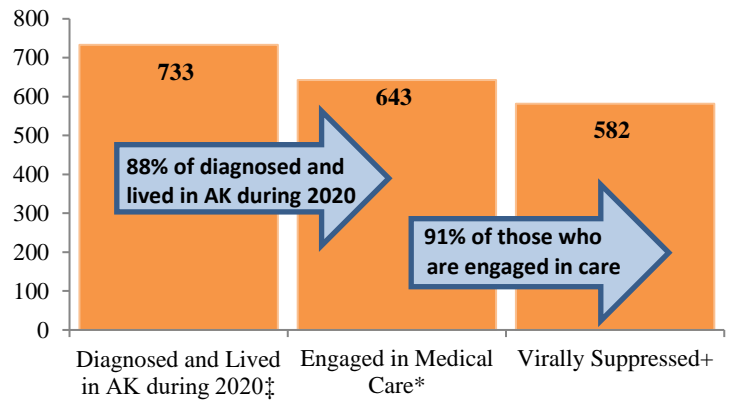 800
700
600
500
400
300
200
100
0
733
643
582
88% of diagnosed and
lived in AK during 2020
91% of those who
are engaged in care
Diagnosed and Lived
in AK during 2020‡
Engaged in Medical
Care*
Virally Suppressed+